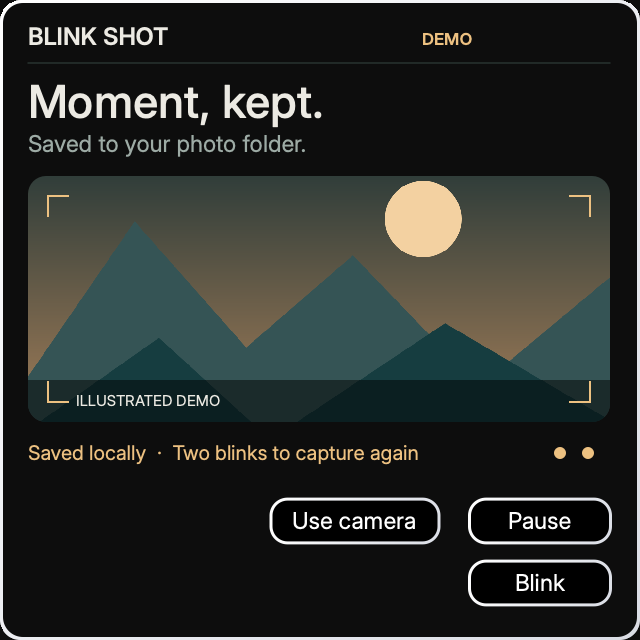 BLINK SHOT
DEMO
Moment, kept.
Saved to your photo folder.
ILLUSTRATED DEMO
Saved locally · Two blinks to capture again
Use camera
Pause
Blink